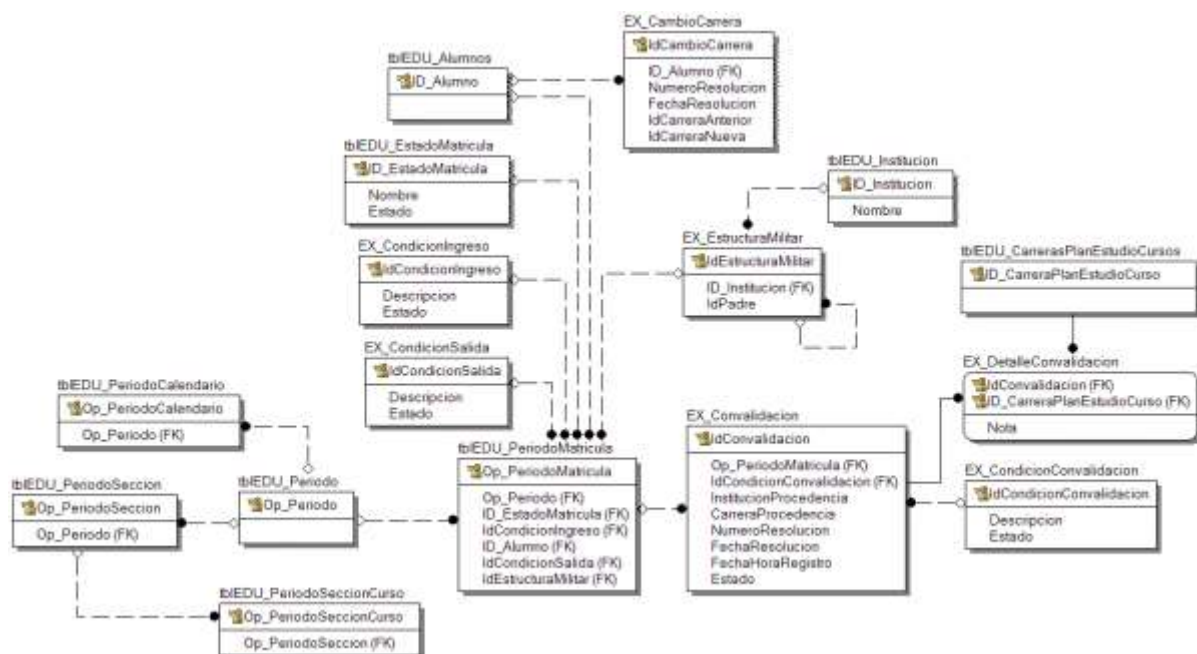 EX_CambioCarrera
IdCambioCarrera
ID_Alumno (FK)
NumeroResolucion
FechaResolucion
IdCarreraAnterior
IdCarreraNueva
tblEDU_Alumnos
ID_Alumno
tblEDU_EstadoMatricula
ID_EstadoMatricula
Nombre
Estado
tblEDU_Institucion
ID_Institucion
Nombre
EX_CondicionIngreso
IdCondicionIngreso
Descripcion
Estado
EX_EstructuraMilitar
IdEstructuraMilitar
ID_Institucion (FK)
IdPadre
tblEDU_CarrerasPlanEstudioCursos
ID_CarreraPlanEstudioCurso
EX_CondicionSalida
IdCondicionSalida
Descripcion
Estado
EX_DetalleConvalidacion
IdConvalidacion (FK)
ID_CarreraPlanEstudioCurso (FK)
Nota
tblEDU_PeriodoCalendario
Op_PeriodoCalendario
Op_Periodo (FK)
tblEDU_PeriodoMatricula
Op_PeriodoMatricula
Op_Periodo (FK)
ID_EstadoMatricula (FK)
IdCondicionIngreso (FK)
ID_Alumno (FK)
IdCondicionSalida (FK)
IdEstructuraMilitar (FK)
EX_Convalidacion
IdConvalidacion
Op_PeriodoMatricula (FK)
IdCondicionConvalidacion (FK)
InstitucionProcedencia
CarreraProcedencia
NumeroResolucion
FechaResolucion
FechaHoraRegistro
Estado
EX_CondicionConvalidacion
IdCondicionConvalidacion
Descripcion
Estado
tblEDU_PeriodoSeccion
Op_PeriodoSeccion
Op_Periodo (FK)
tblEDU_Periodo
Op_Periodo
tblEDU_PeriodoSeccionCurso
Op_PeriodoSeccionCurso
Op_PeriodoSeccion (FK)